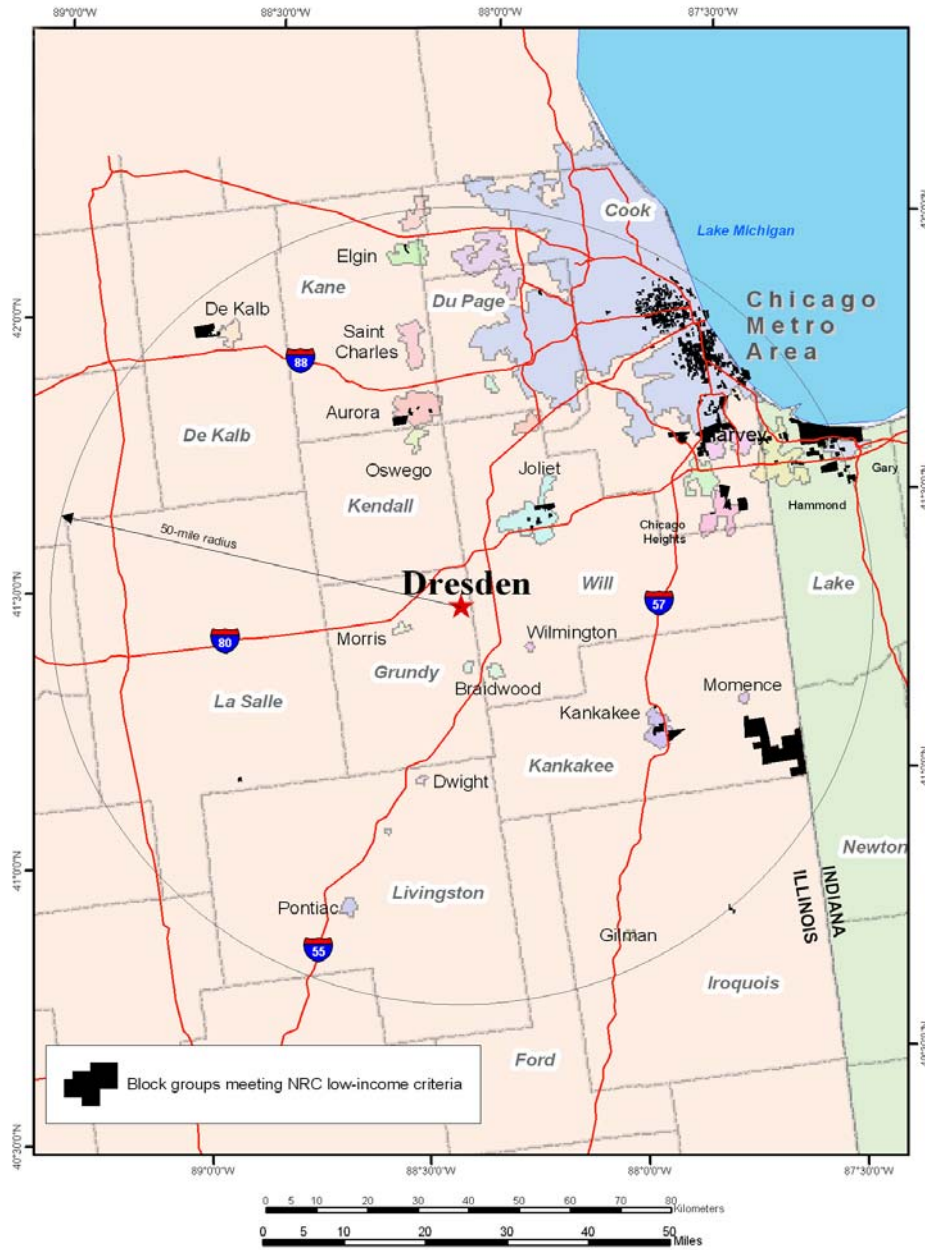 89°0'0"W
88°30'0"W
88°0'0"W
87°30'0"W
Cook
Lake Michigan
Elgin
Kane
Du Page
De Kalb
Saint
Charles
Chicago
Metro
Area
42°0'0"N
88
Aurora
De Kalb
Oswego
Harvey
Joliet
Gary
Kendall
Hammond
Chicago
Heights
50-mile radius
Dresden
Will
Lake
41°30'0"N
57
80
Morris
Wilmington
Grundy
La Salle
Braidwood
Momence
Kankakee
Kankakee
Dwight
Newton
41°0'0"N
Livingston
INDIANA
ILLINOIS
Pontiac
Gilman
55
Iroquois
Ford
Block groups meeting NRC low-income criteria
40°30'0"N
89°0'0"W
88°30'0"W
88°0'0"W
87°30'0"W
0 5 10 20 30 40 50 60 70 80
Kilometers
0 5 10 20 30 40 50
Miles